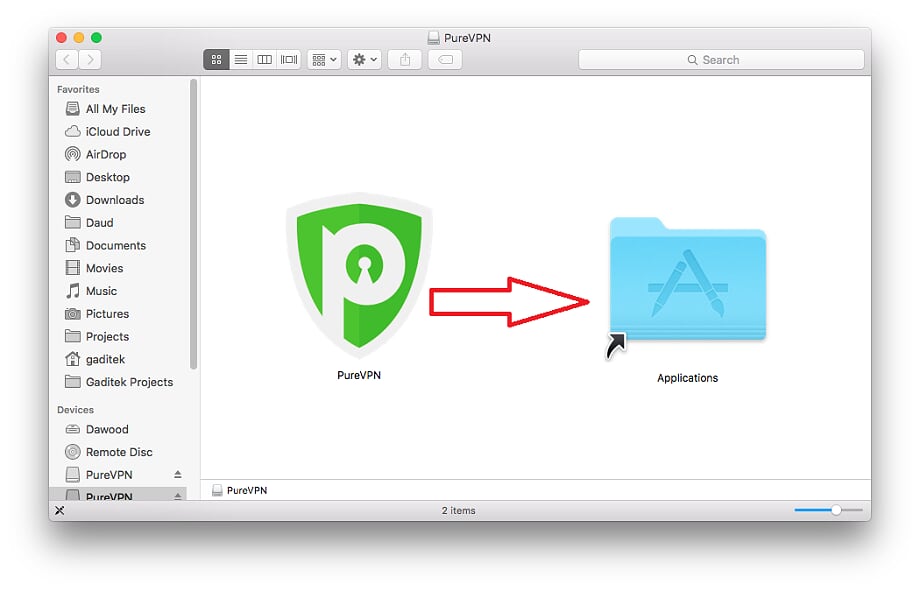 PureVPN
Search
Favorites
All My Files
iCloud Drive
AirDrop
Desktop
Downloads
Daud
Documents
Movies
Music
Pictures
Projects
gaditek
Gaditek Projects
Devices
Dawood
Remote Disc
PureVPN
PureVPN
PureVPN
Applications
PureVPN
2 items